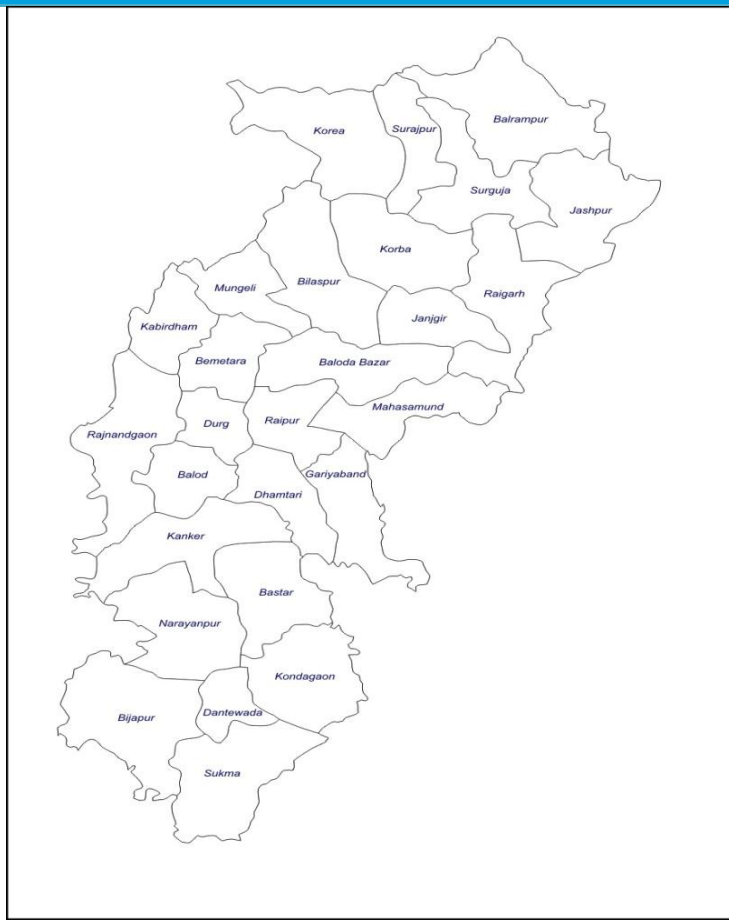 Balrampur
Surajpur
Korea
Surguja
Jashpur
Korba
Bilaspur
Mungeli
Raigarh
Janjgir
Kabirdham
Bemetara
Baloda Bazar
Mahasamund
Raipur
Durg
Rajnandgaon
Balod
Gariyaband
Dhamtari
Kanker
Bastar
Narayanpur
Kondagaon
Dantewada
Bijapur
Sukma